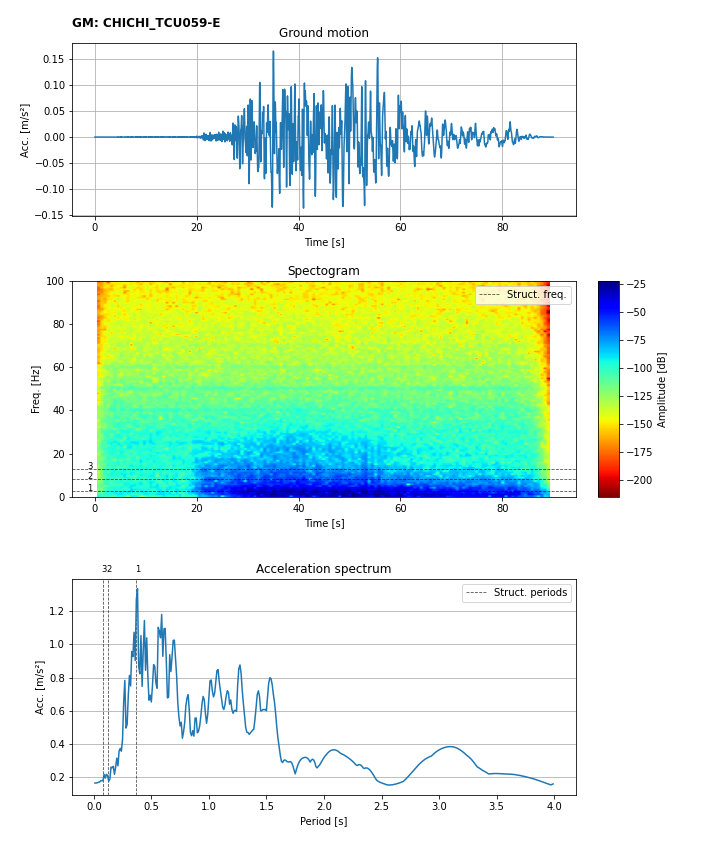 GM: CHICHI_TCU059-E
Ground motion
0.15
0.10
0.05
0.00
−0.05
−0.10
−0.15
Acc. [m/s²]
0 20 40 60 80
Time [s]
Spectogram
100
80
60
40
20
0
Freq. [Hz]
Struct. freq.
3
2
1
0 20 40 60 80
Time [s]
−25
−50
−75
−100
−125
−150
−175
−200
Amplitude [dB]
32 1
Acceleration spectrum
Struct. periods
1.2
1.0
0.8
0.6
0.4
0.2
Acc. [m/s²]
0.0 0.5 1.0 1.5 2.0 2.5 3.0 3.5 4.0
Period [s]